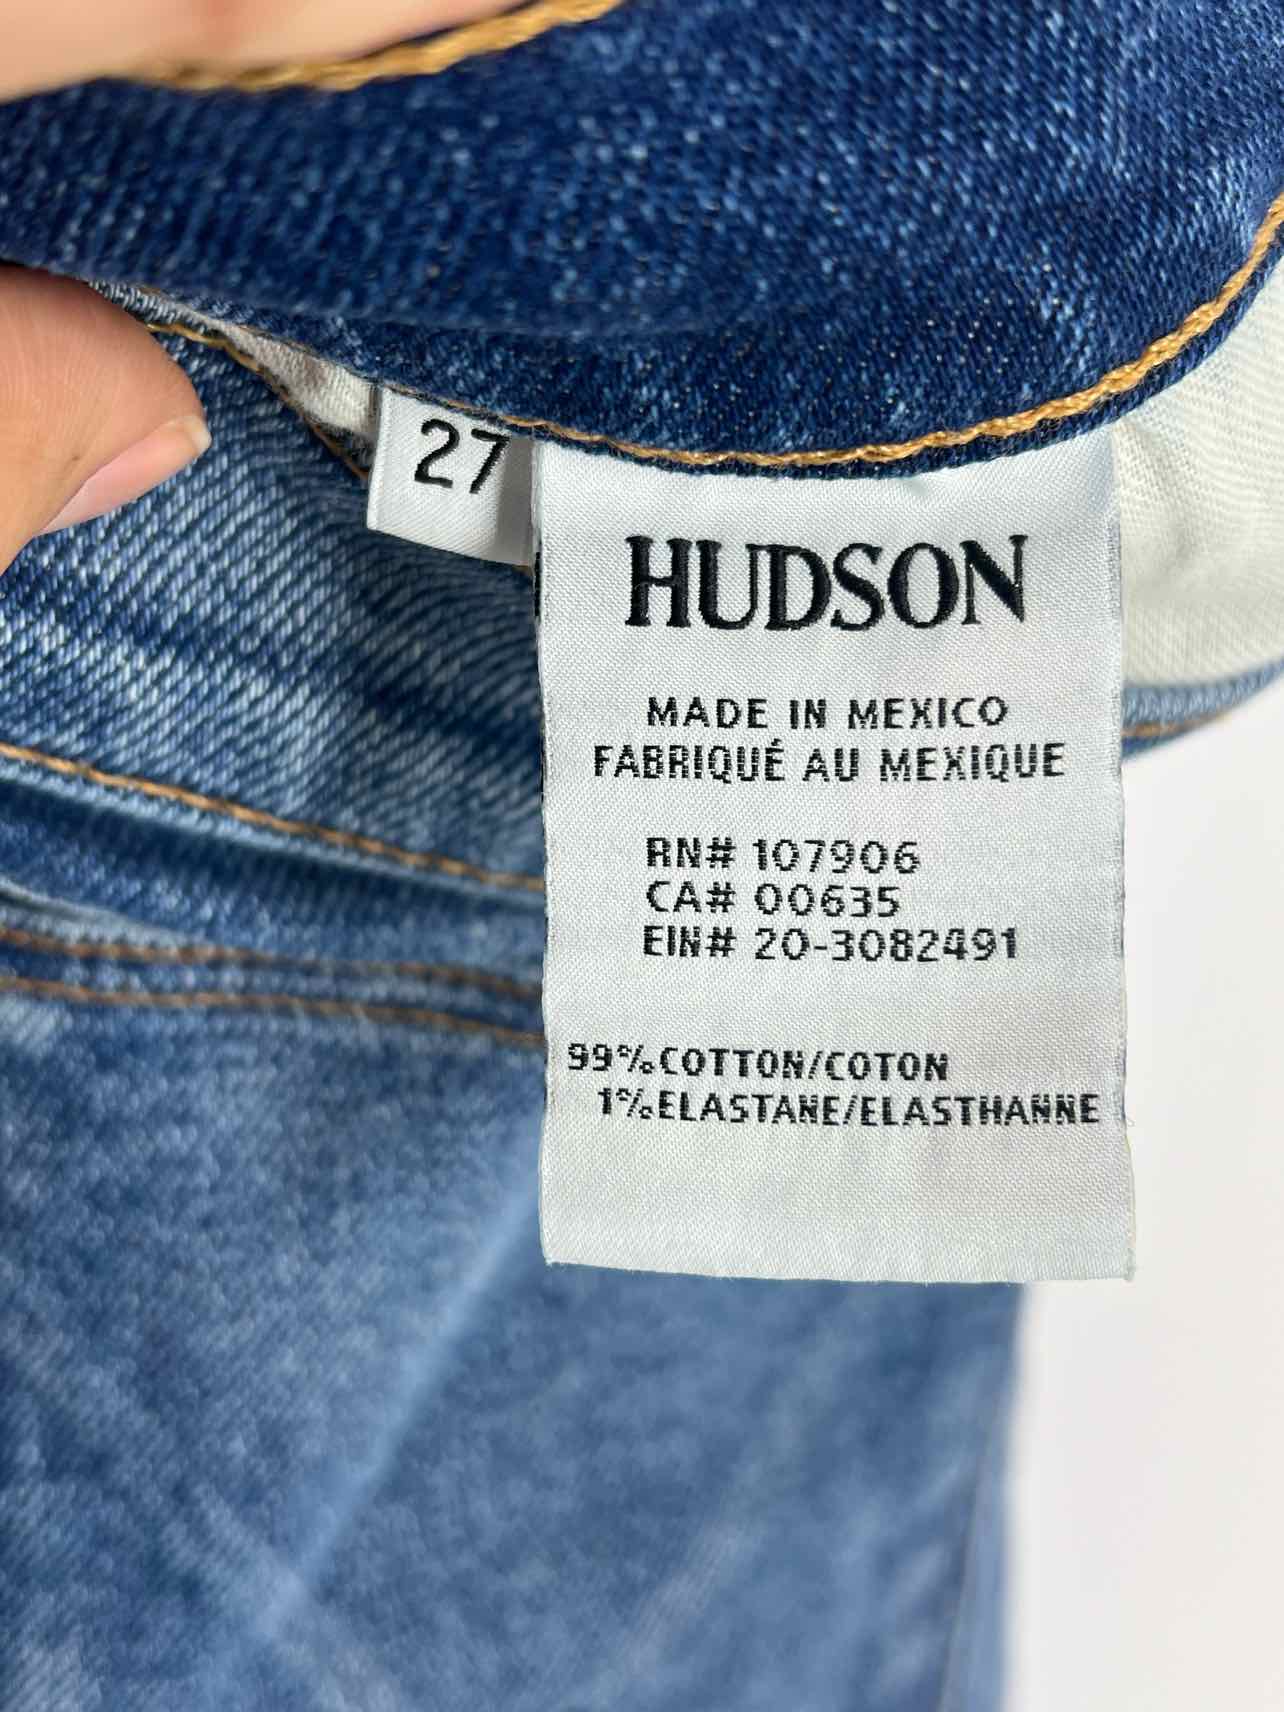 27
HUDSON
MADE IN MEXICO
FABRIQUÉ AU MEXIQUE
RN# 107906
CA# 00635
EIN# 20-3082491
99%COTTON/COTON
1%ELASTANE/ELASTHANNE